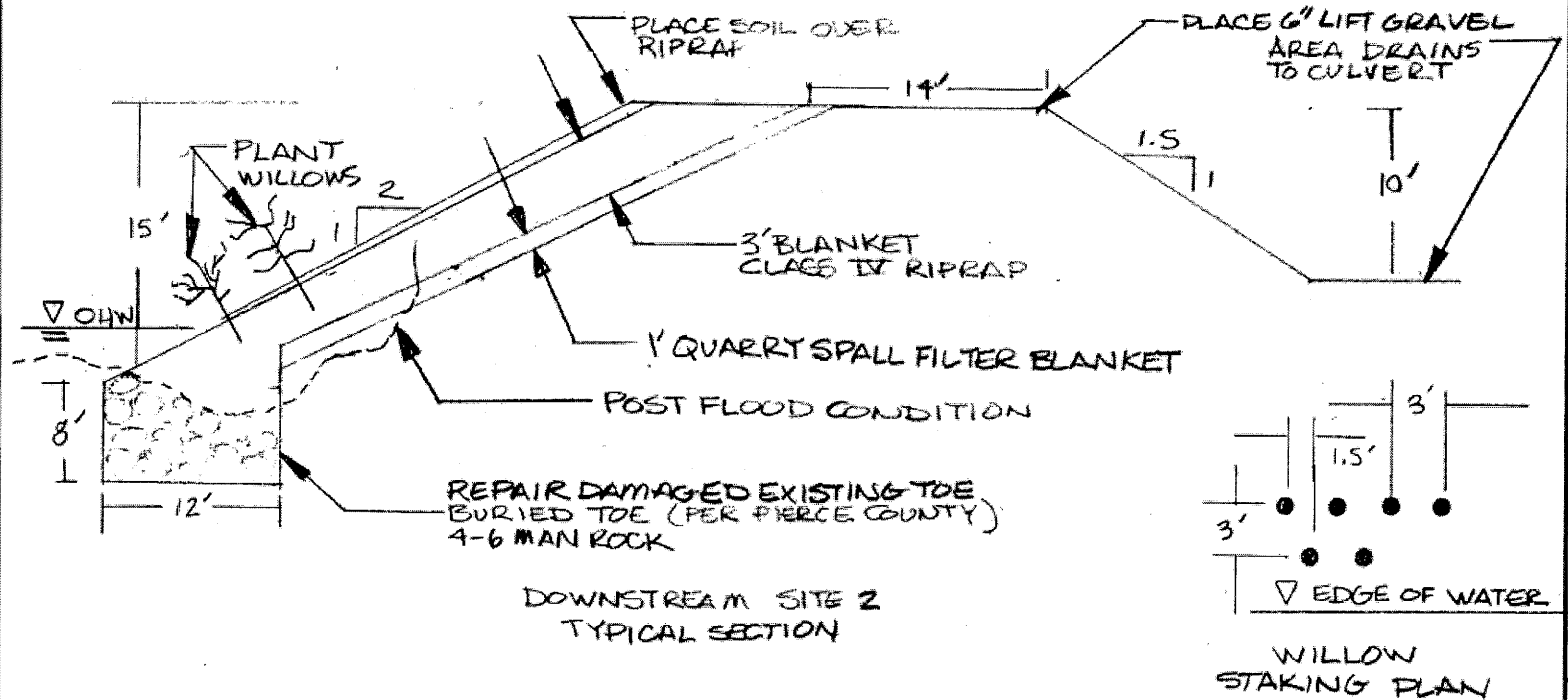 PLACE SOIL OVER
RIPRAP
PLACE 6" LIFT GRAVEL
AREA DRAINS
TO CULVERT
14'
PLANT
WILLOWS
15'
2
1
1.5
1
10'
3' BLANKET
CLASS IV RIPRAP
OHW
1' QUARRY SPALL FILTER BLANKET
POST FLOOD CONDITION
8'
12'
REPAIR DAMAGED EXISTING TOE
BURIED TOE (PER PIERCE COUNTY)
4-6 MAN ROCK
3'
1.5'
3'
EDGE OF WATER
DOWNSTREAM SITE 2
TYPICAL SECTION
WILLOW
STAKING PLAN